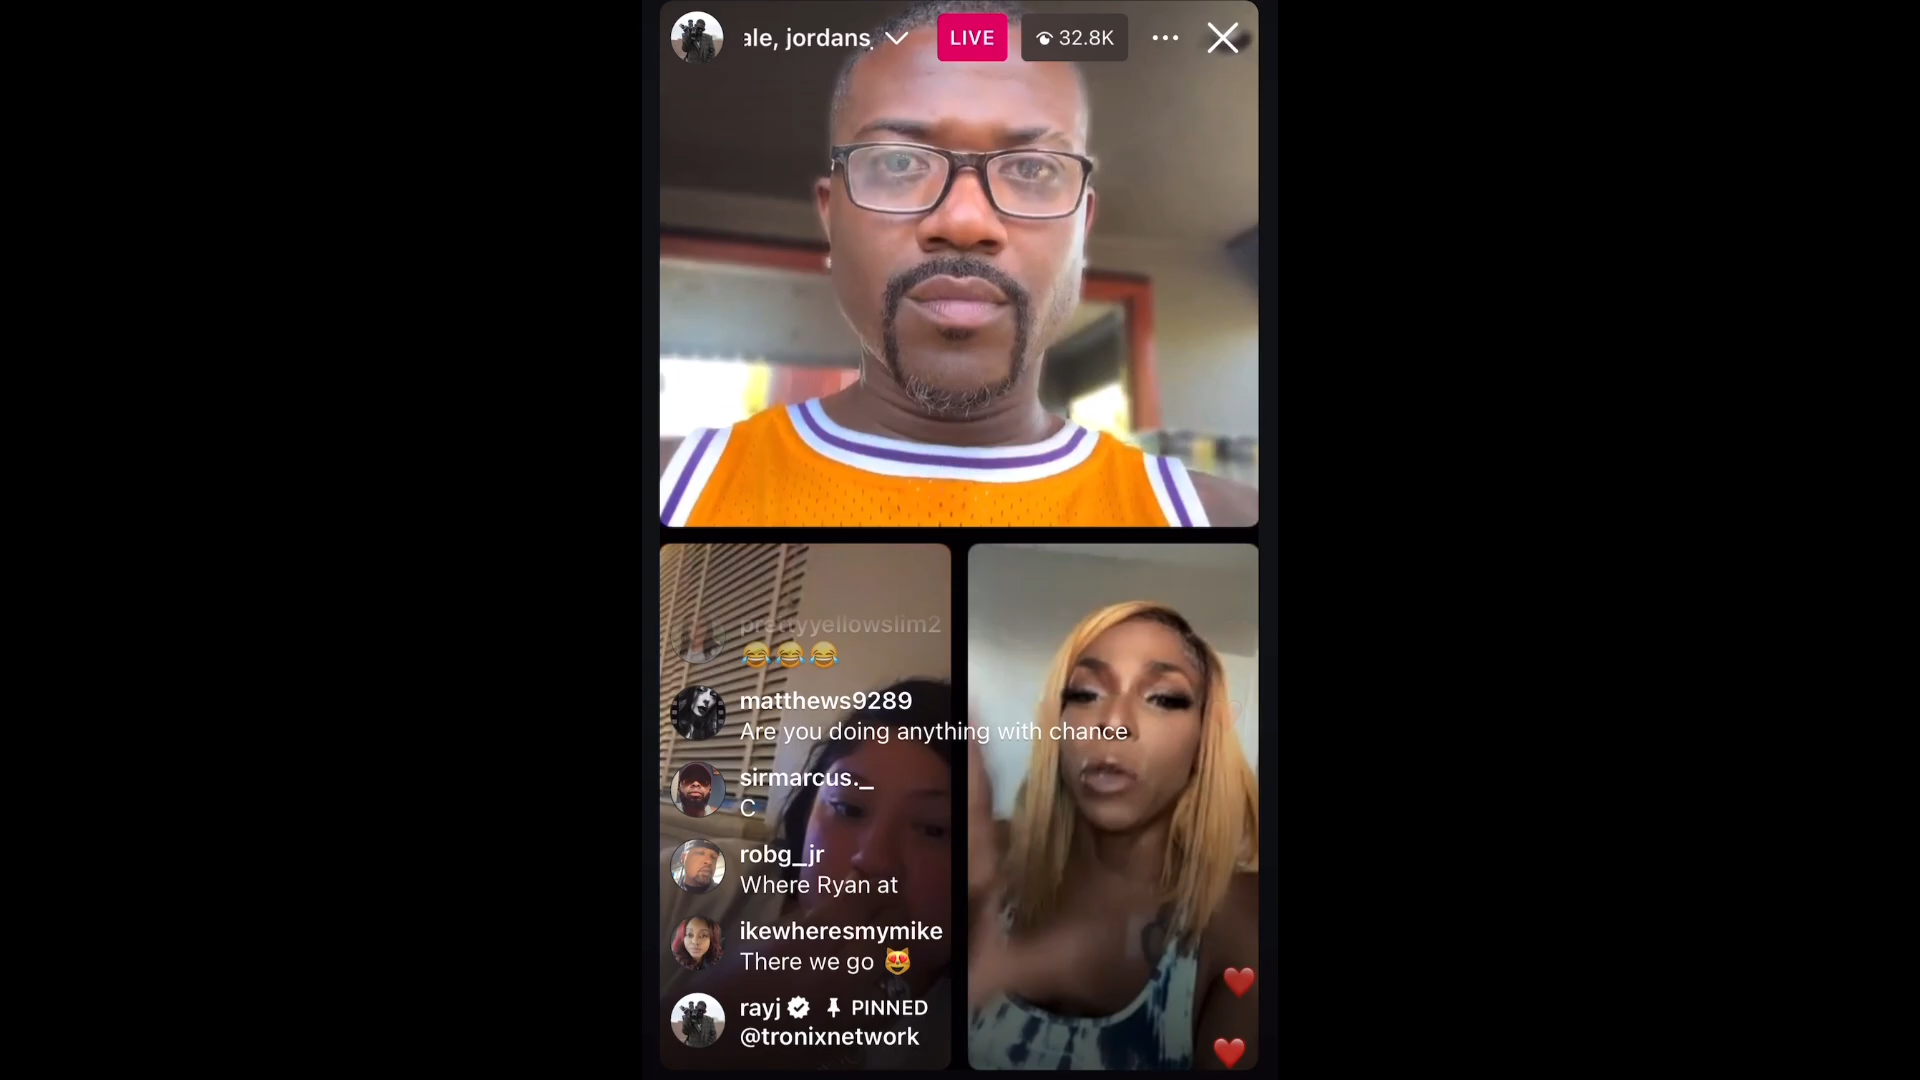 ale, jordans_
LIVE
32.8K
prettyyellowslim2
😂😂😂
matthews9289
Are you doing anything with chance
sirmarcus._
C
robg_jr
Where Ryan at
ikewheresmymike
There we go 😻
rayj PINNED
@tronixnetwork